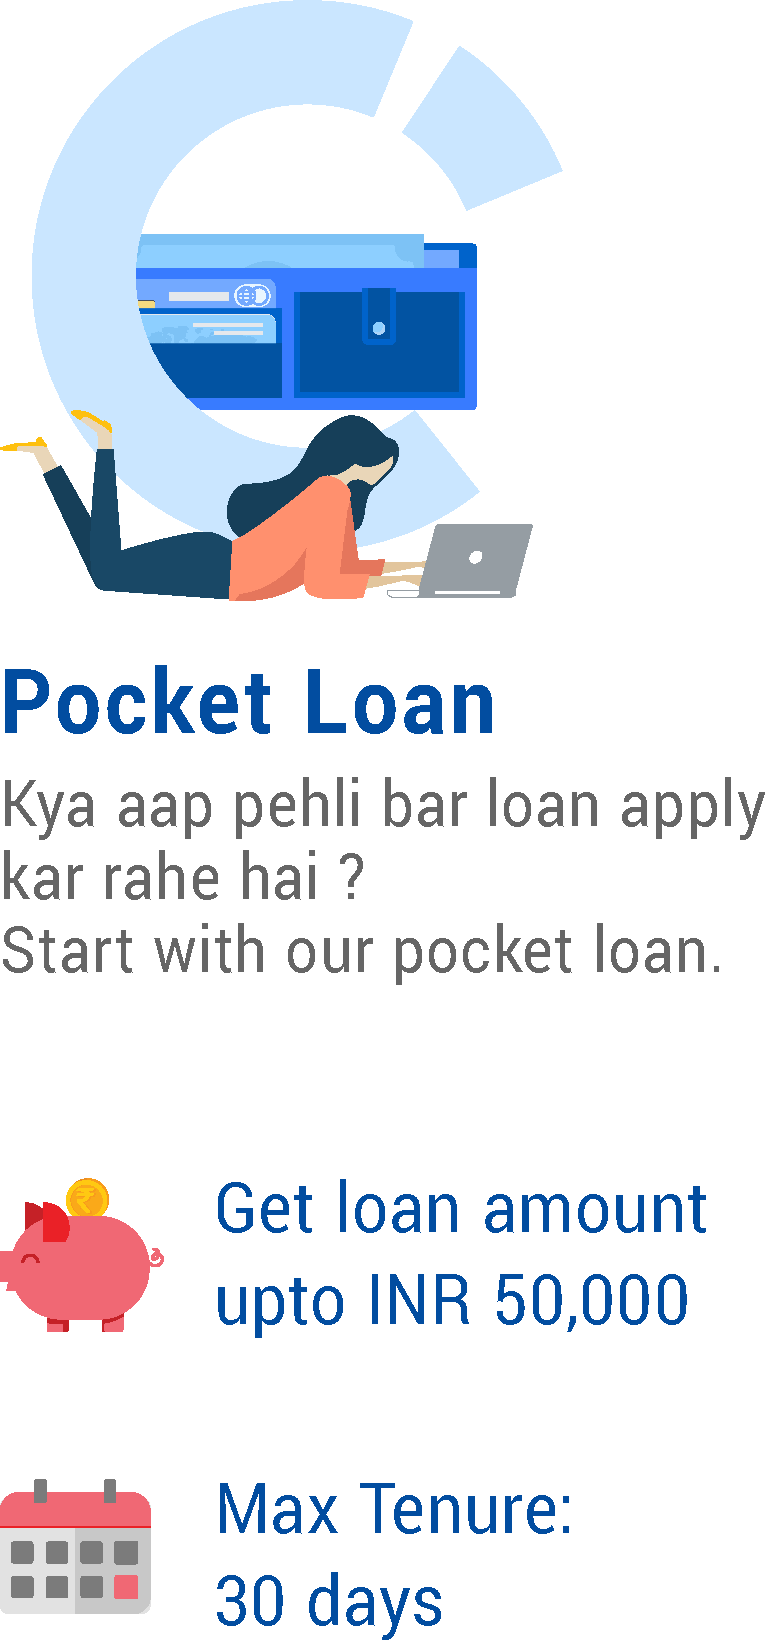 Pocket Loan
Kya aap pehli bar loan apply
kar rahe hai ?
Start with our pocket loan.
Get loan amount
upto INR 50,000
Max Tenure:
30 days